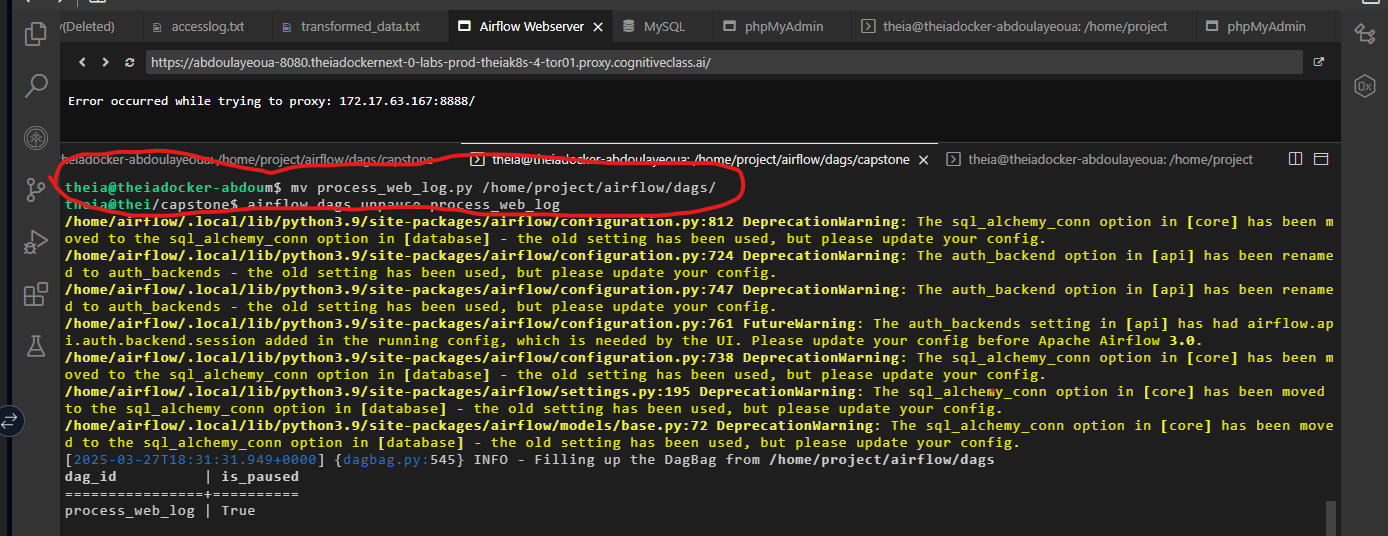 y(Deleted) accesslog.txt transformed_data.txt Airflow Webserver MySQL phpMyAdmin theia@theiadocker-abdoulayeoua: /home/project phpMyAdmin
https://abdoulayeoua-8080.theiadockernext-0-labs-prod-theiak8s-4-tor01.proxy.cognitiveclass.ai/
Error occurred while trying to proxy: 172.17.63.167:8888/
heiadocker-abdoulayeoua: /home/project/airflow/dags/capstone theia@theiadocker-abdoulayeoua: /home/project/airflow/dags/capstone theia@theiadocker-abdoulayeoua: /home/project
theia@theiadocker-abdoum$ mv process_web_log.py /home/project/airflow/dags/
theia@thei/capstone$ airflow dags unpause process_web_log
/home/airflow/.local/lib/python3.9/site-packages/airflow/configuration.py:812 DeprecationWarning: The sql_alchemy_conn option in [core] has been m
oved to the sql_alchemy_conn option in [database] - the old setting has been used, but please update your config.
/home/airflow/.local/lib/python3.9/site-packages/airflow/configuration.py:724 DeprecationWarning: The auth_backend option in [api] has been rename
d to auth_backends - the old setting has been used, but please update your config.
/home/airflow/.local/lib/python3.9/site-packages/airflow/configuration.py:747 DeprecationWarning: The auth_backend option in [api] has been rename
d to auth_backends - the old setting has been used, but please update your config.
/home/airflow/.local/lib/python3.9/site-packages/airflow/configuration.py:761 FutureWarning: The auth_backends setting in [api] has had airflow.ap
i.auth.backend.session added in the running config, which is needed by the UI. Please update your config before Apache Airflow 3.0.
/home/airflow/.local/lib/python3.9/site-packages/airflow/configuration.py:738 DeprecationWarning: The sql_alchemy_conn option in [core] has been m
oved to the sql_alchemy_conn option in [database] - the old setting has been used, but please update your config.
/home/airflow/.local/lib/python3.9/site-packages/airflow/settings.py:195 DeprecationWarning: The sql_alchemy_conn option in [core] has been moved
to the sql_alchemy_conn option in [database] - the old setting has been used, but please update your config.
/home/airflow/.local/lib/python3.9/site-packages/airflow/models/base.py:72 DeprecationWarning: The sql_alchemy_conn option in [core] has been move
d to the sql_alchemy_conn option in [database] - the old setting has been used, but please update your config.
[2025-03-27T18:31:31.949+0000] {dagbag.py:545} INFO - Filling up the DagBag from /home/project/airflow/dags
dag_id | is_paused
================+==========
process_web_log | True